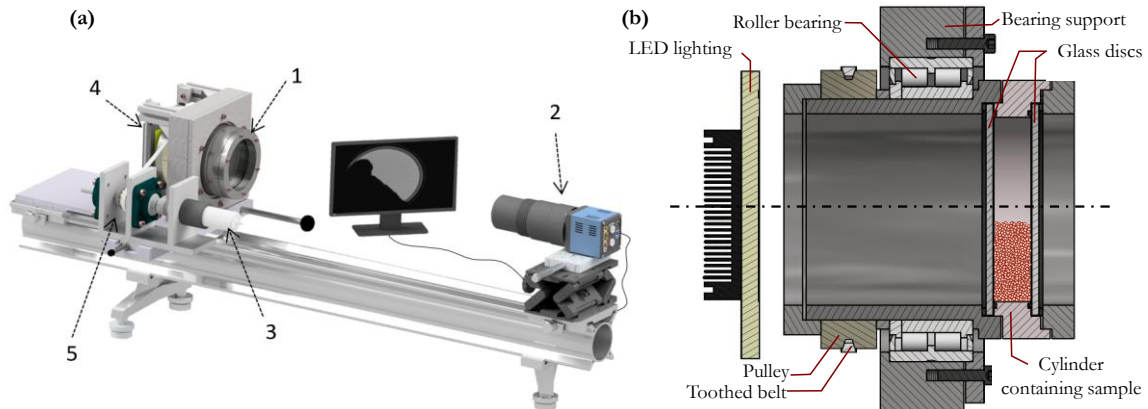 (a)
1
2
3
4
5
(b)
Roller bearing
Bearing support
LED lighting
Glass discs
Pulley
Toothed belt
Cylinder
containing sample